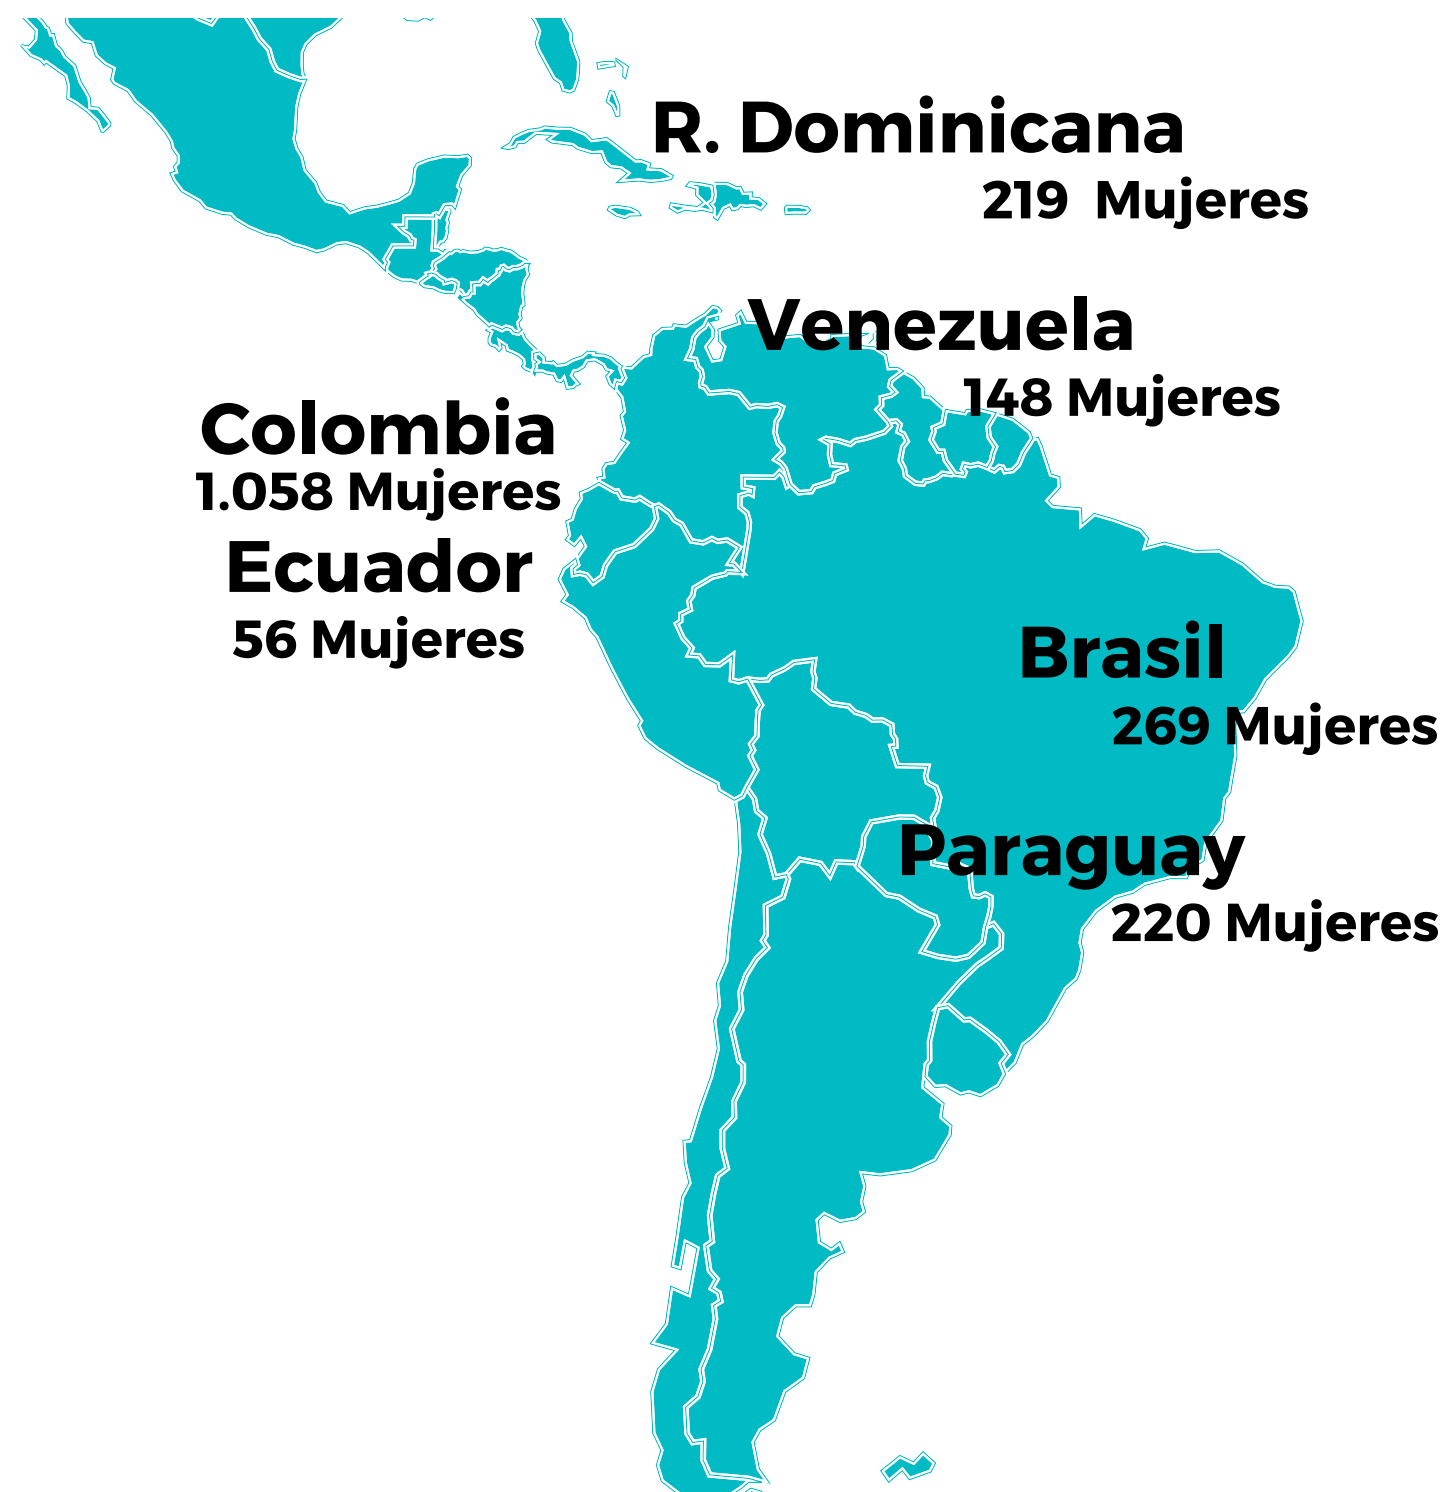 R. Dominicana
219 Mujeres
Venezuela
148 Mujeres
Colombia
1.058 Mujeres
Ecuador
56 Mujeres
Brasil
269 Mujeres
Paraguay
220 Mujeres